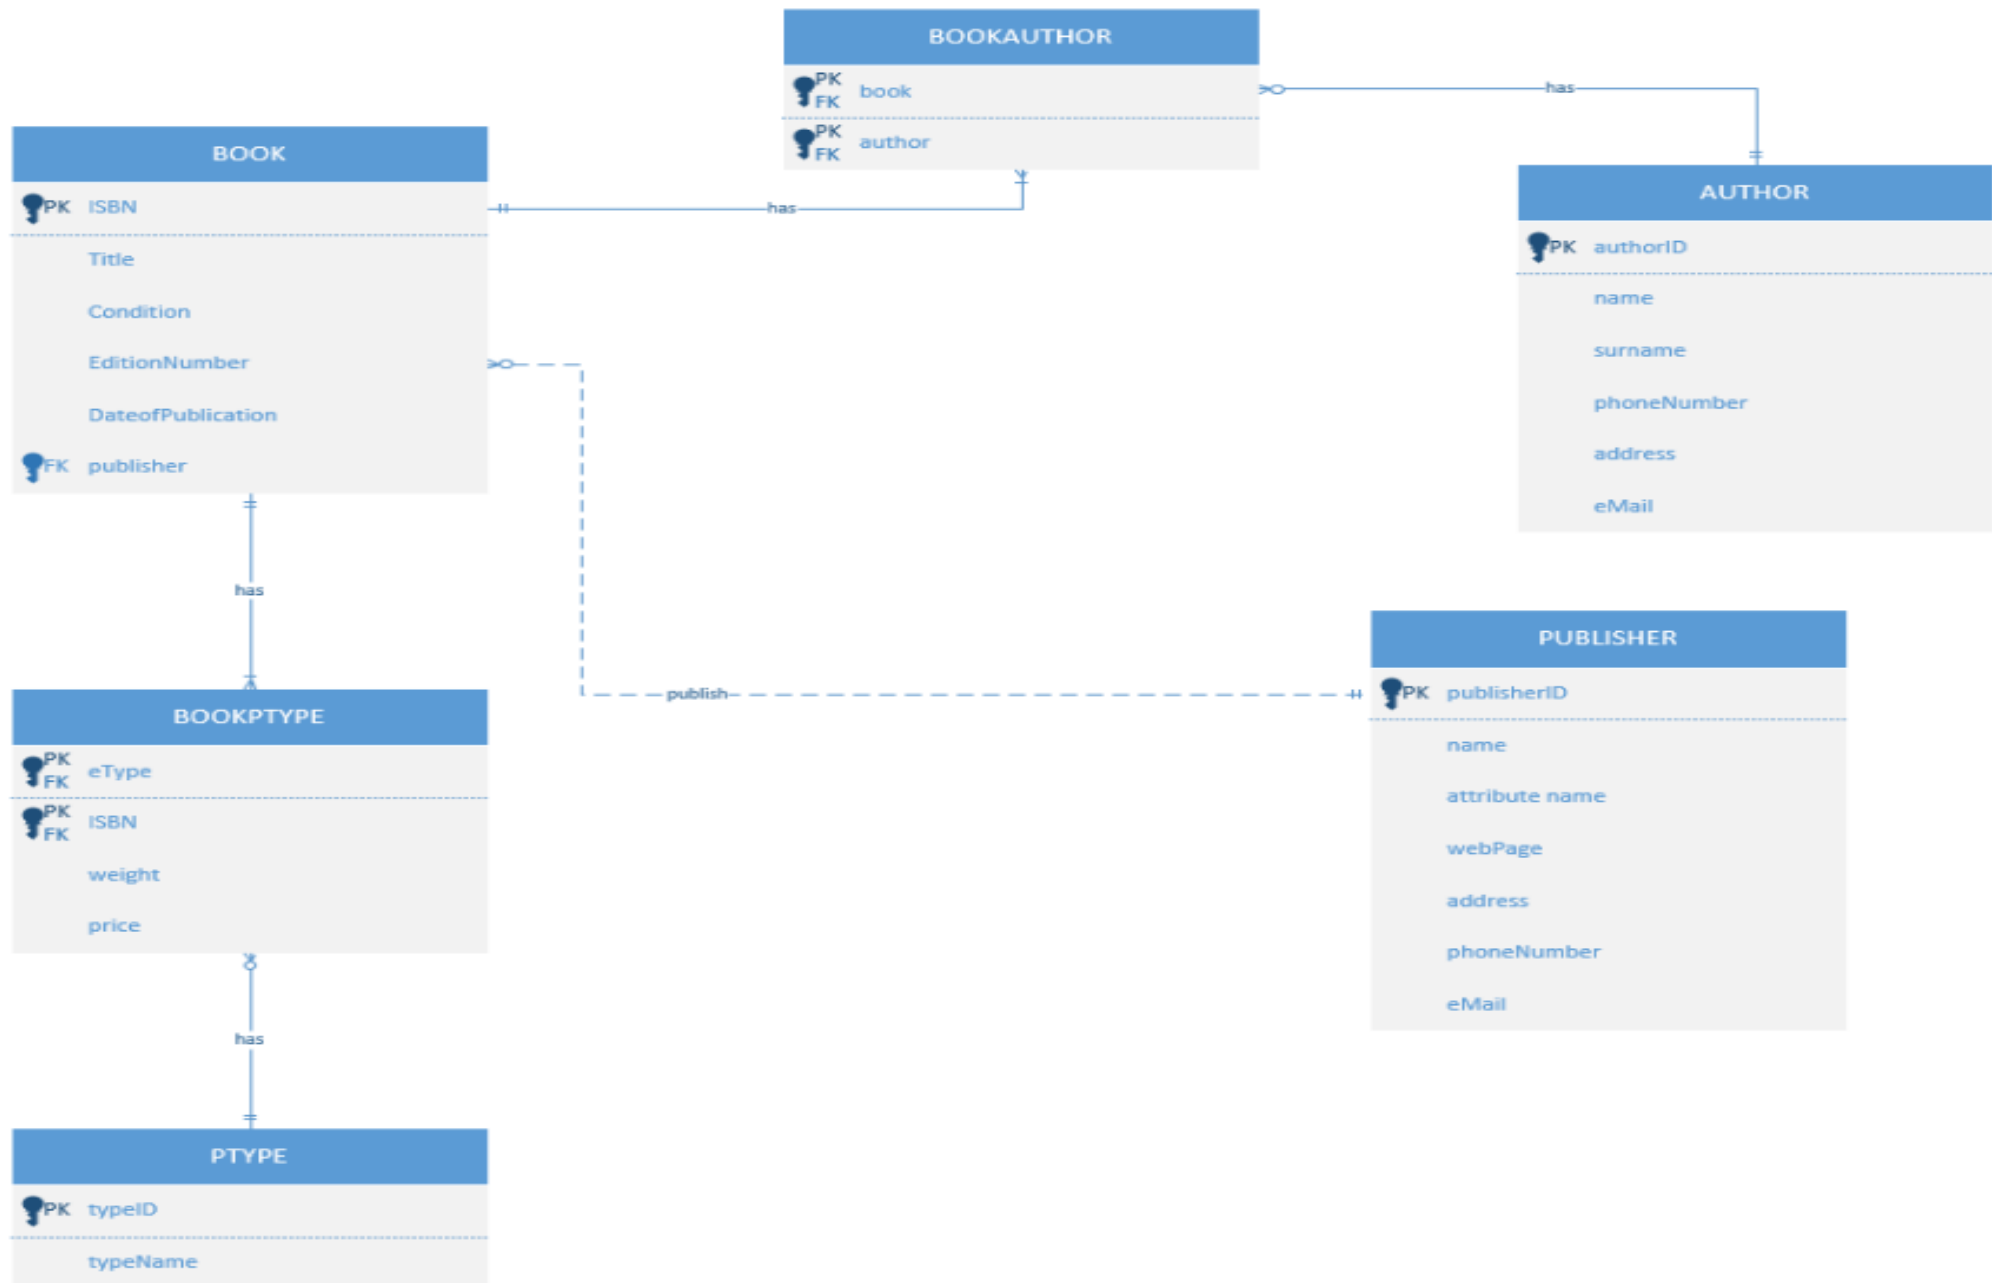 BOOKAUTHOR
PK
FK
book
PK
FK
author
has
BOOK
PK ISBN
Title
Condition
EditionNumber
DateofPublication
FK publisher
has
AUTHOR
PK authorID
name
surname
phoneNumber
address
eMail
has
publish
PUBLISHER
PK publisherID
name
attribute name
webPage
address
phoneNumber
eMail
BOOKPTYPE
PK
FK
eType
PK
FK
ISBN
weight
price
has
PTYPE
PK typeID
typeName